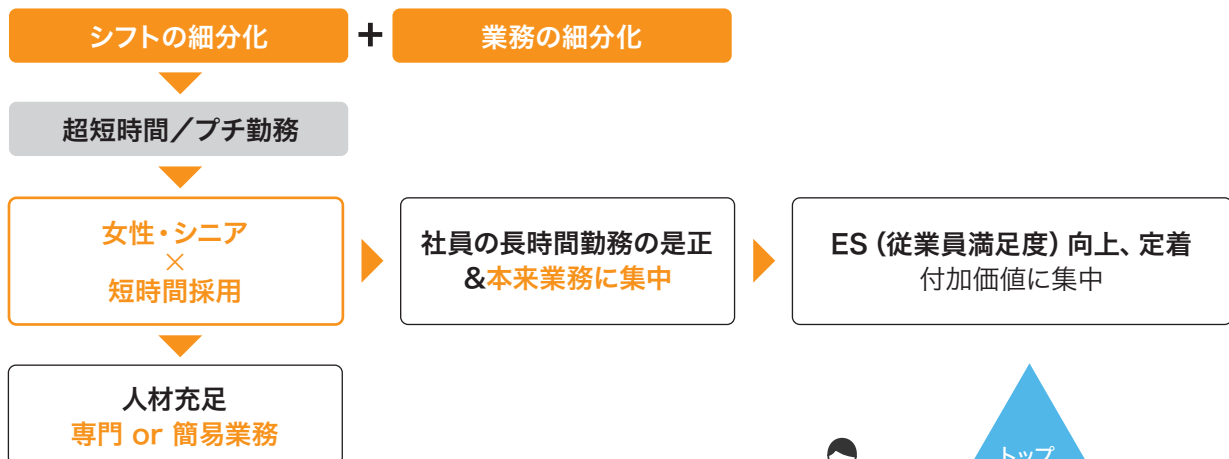 シフトの細分化 + 業務の細分化
超短時間／プチ勤務
女性・シニア
×
短時間採用
社員の長時間勤務の是正
&本来業務に集中
ES（従業員満足度）向上、定着
付加価値に集中
人材充足
専門 or 簡易業務
トップ